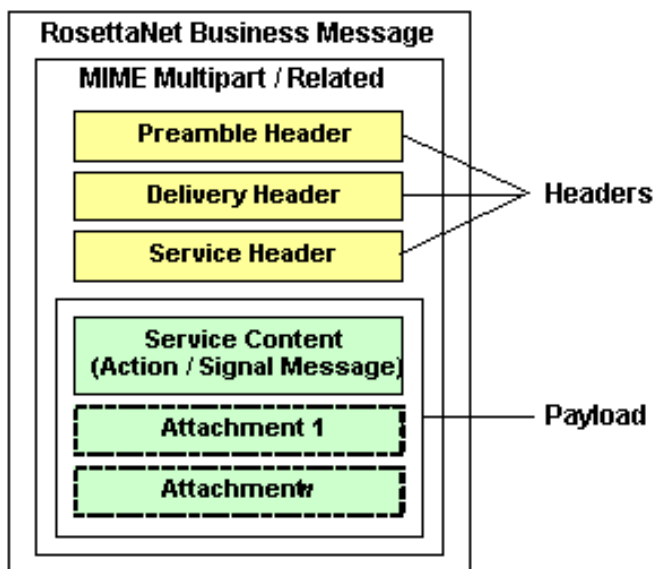 RosettaNet Business Message
MIME Multipart / Related
Preamble Header
Delivery Header
Service Header
Headers
Service Content
(Action / Signal Message)
Attachment 1
Payload
Attachment